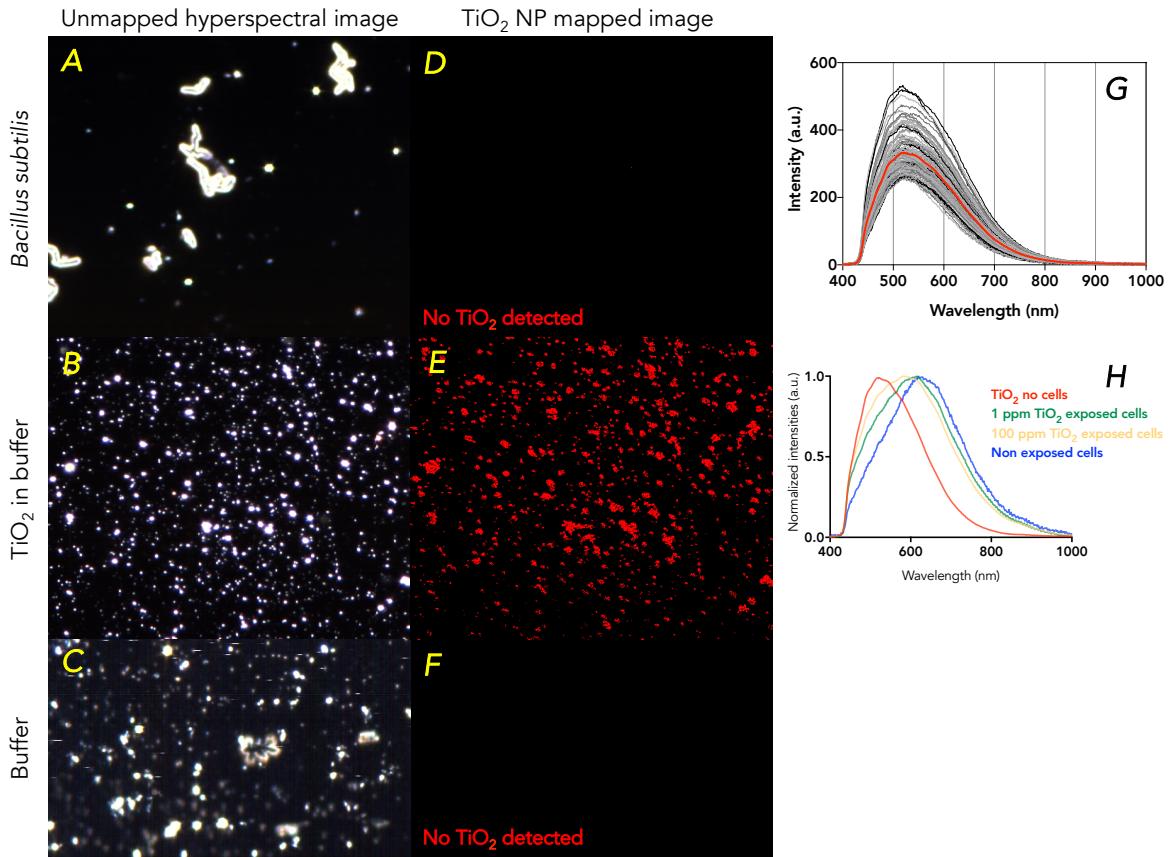 Unmapped hyperspectral image
TiO₂ NP mapped image
Bacillus subtilis
A
D
No TiO₂ detected
TiO₂ in buffer
B
E
Buffer
C
F
No TiO₂ detected
G
Intensity (a.u.)
600
400
200
0
400 500 600 700 800 900 1000
Wavelength (nm)
H
Normalized intensities (a.u.)
1.0
0.5
0.0
TiO₂ no cells
1 ppm TiO₂ exposed cells
100 ppm TiO₂ exposed cells
Non exposed cells
400 600 800 1000
Wavelength (nm)